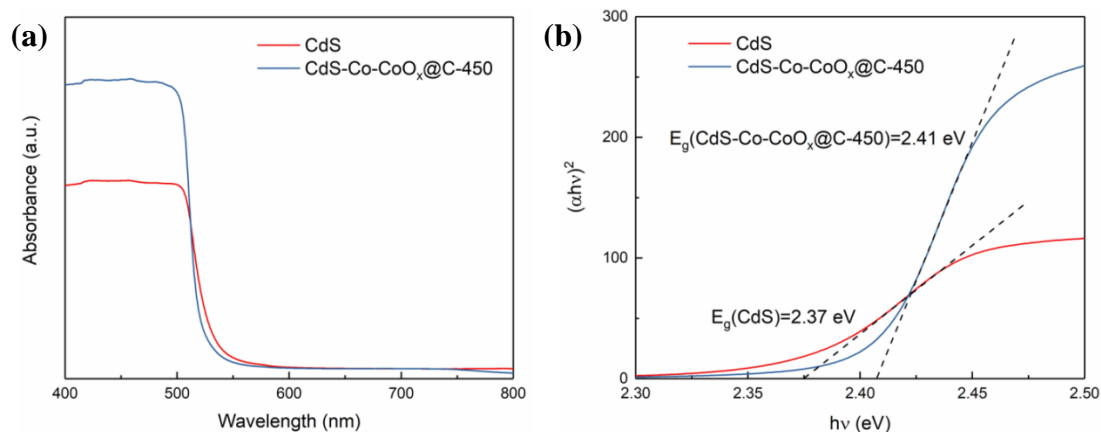 (a)
CdS
CdS-Co-CoOₓ@C-450
Absorbance (a.u.)
400 500 600 700 800
Wavelength (nm)
(b)
CdS
CdS-Co-CoOₓ@C-450
E_g(CdS-Co-CoOₓ@C-450)=2.41 eV
E_g(CdS)=2.37 eV
(αhν)²
300
200
100
0
2.30 2.35 2.40 2.45 2.50
hν (eV)